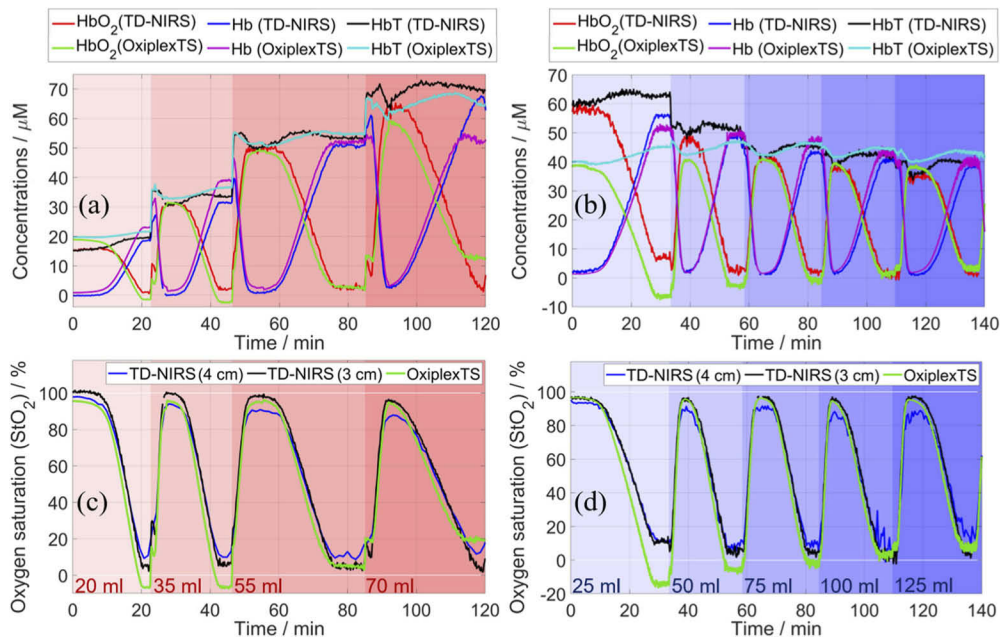 HbO₂(TD-NIRS) Hb (TD-NIRS) HbT (TD-NIRS)
HbO₂(OxiplexTS) Hb (OxiplexTS) HbT (OxiplexTS)
70
60
50
40
30
20
10
0
Concentrations / μM
(a)
0 20 40 60 80 100 120
Time / min
HbO₂(TD-NIRS) Hb (TD-NIRS) HbT (TD-NIRS)
HbO₂(OxiplexTS) Hb (OxiplexTS) HbT (OxiplexTS)
70
60
50
40
30
20
10
0
-10
Concentrations / μM
(b)
0 20 40 60 80 100 120 140
Time / min
TD-NIRS (4 cm) TD-NIRS (3 cm) OxiplexTS
100
80
60
40
20
0
Oxygen saturation (StO₂) / %
(c)
20 ml 35 ml 55 ml 70 ml
0 20 40 60 80 100 120
Time / min
TD-NIRS (4 cm) TD-NIRS (3 cm) OxiplexTS
100
80
60
40
20
0
-20
Oxygen saturation (StO₂) / %
(d)
25 ml 50 ml 75 ml 100 ml 125 ml
0 20 40 60 80 100 120 140
Time / min